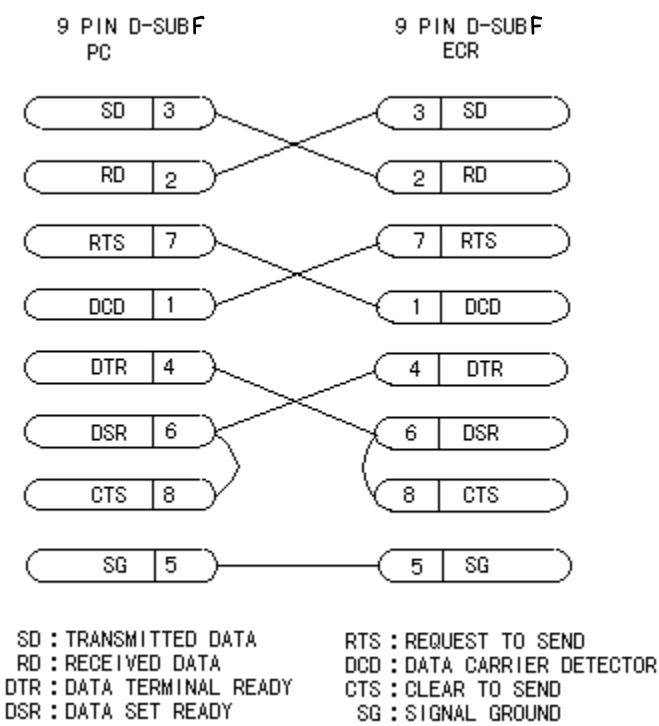 9 PIN D-SUBF 9 PIN D-SUBF
PC ECR
SD 3 3 SD
RD 2 2 RD
RTS 7 7 RTS
DCD 1 1 DCD
DTR 4 4 DTR
DSR 6 6 DSR
CTS 8 8 CTS
SG 5 5 SG
SD : TRANSMITTED DATA RTS : REQUEST TO SEND
RD : RECEIVED DATA DCD : DATA CARRIER DETECTOR
DTR : DATA TERMINAL READY CTS : CLEAR TO SEND
DSR : DATA SET READY SG : SIGNAL GROUND